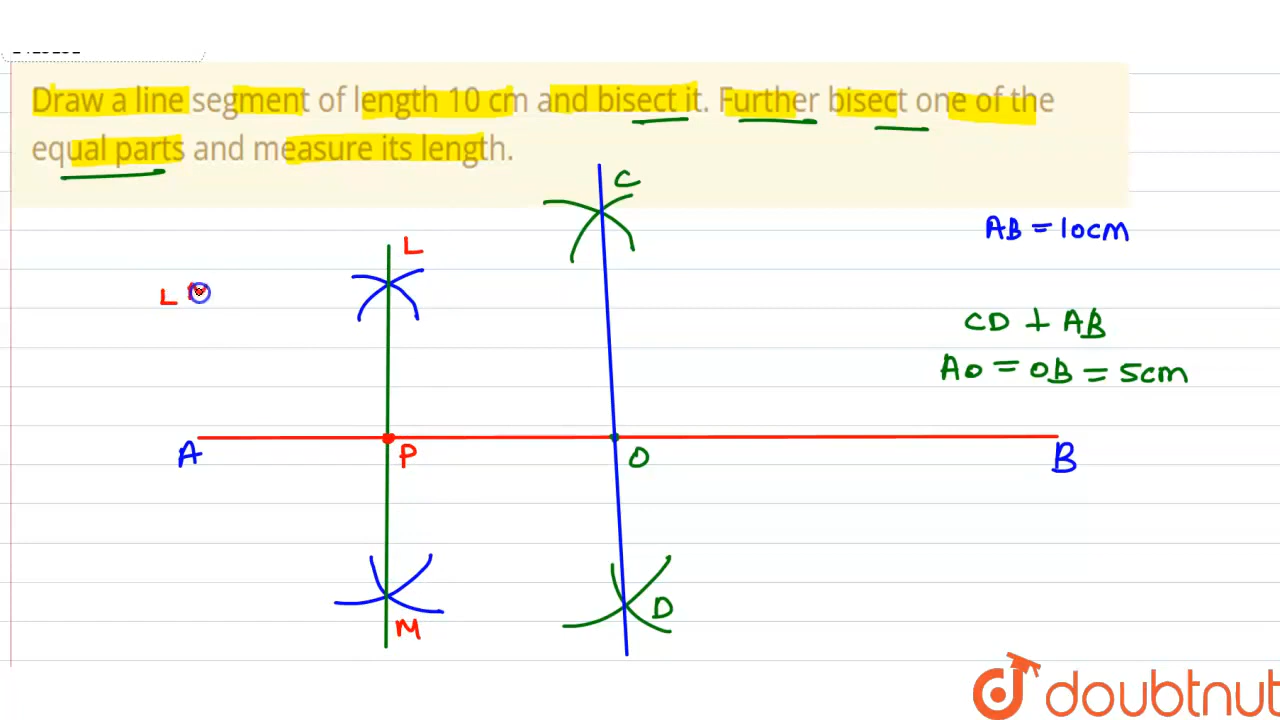 Draw a line segment of length 10 cm and bisect it. Further bisect one of the
equal parts and measure its length.
C
L
AB = 10cm
L M
CD ⊥ AB
AO = OB = 5cm
A P O B
D
M
doubtnut